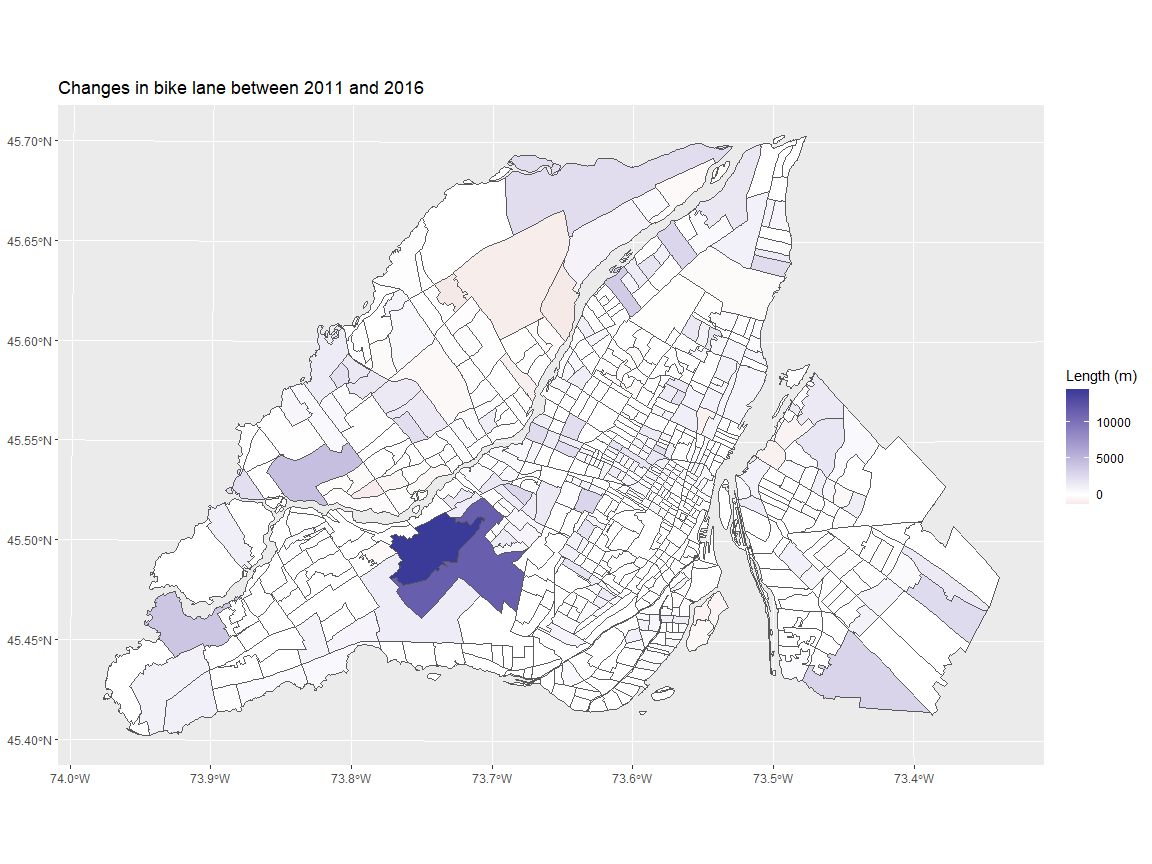 Changes in bike lane between 2011 and 2016
45.70°N
45.65°N
45.60°N
45.55°N
45.50°N
45.45°N
45.40°N
74.0°W
73.9°W
73.8°W
73.7°W
73.6°W
73.5°W
73.4°W
Length (m)
10000
5000
0